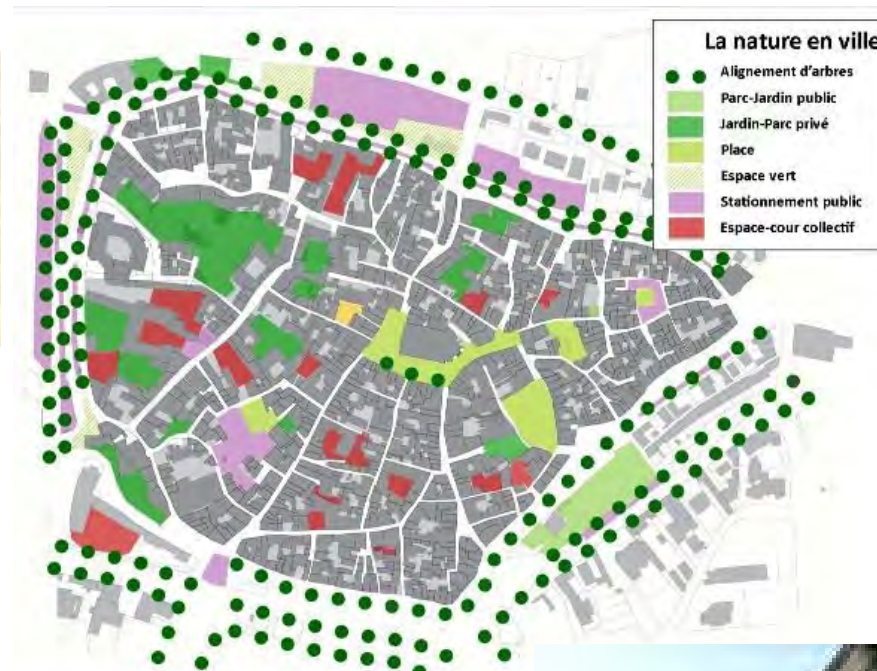 La nature en ville
Alignement d'arbres
Parc-Jardin public
Jardin-Parc privé
Place
Espace vert
Stationnement public
Espace-cour collectif